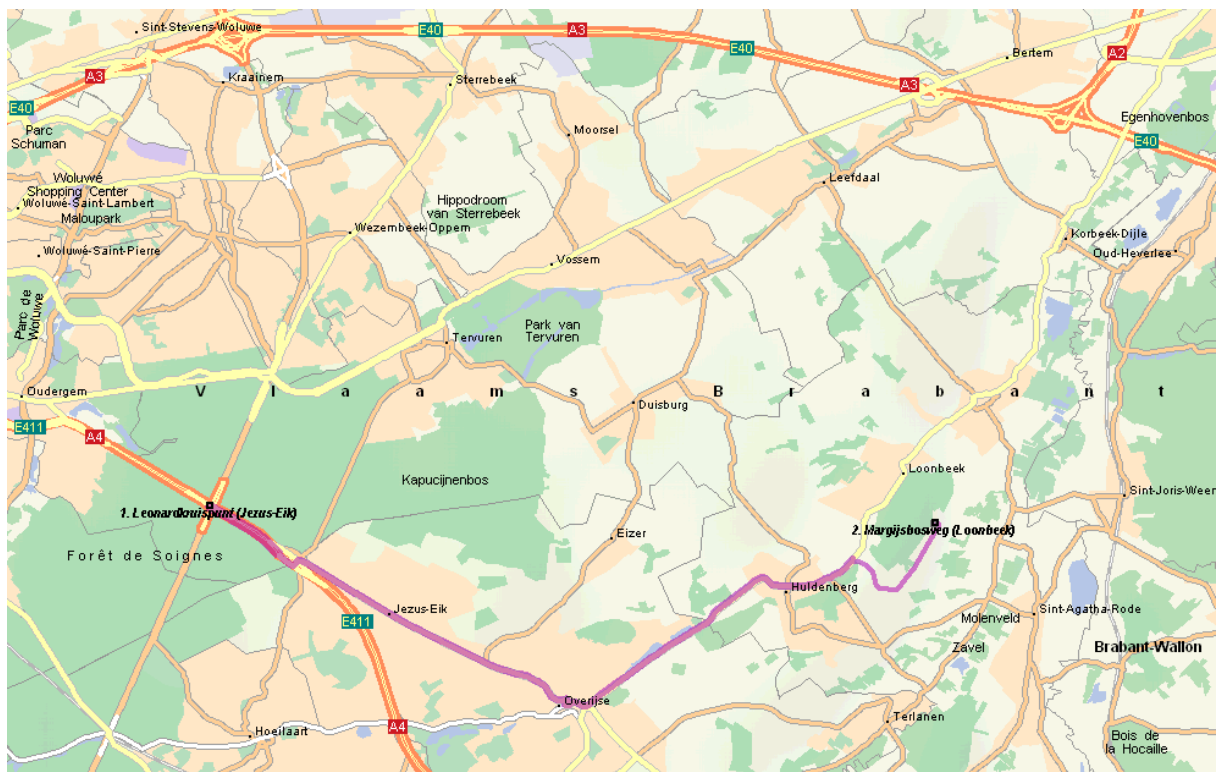 Sint-Stevens-Woluwe
E40
A3
E40
Bertem
A2
A3
Kraainem
Sterrebeek
A3
E40
Parc
Schuman
Moorsel
Egenhovenbos
E40
Woluwé
Shopping Center
Woluwé-Saint-Lambert
Maloupark
Leefdaal
Hippodroom
van Sterrebeek
Wezembeek-Oppem
Korbeek-Dijle
Woluwé-Saint-Pierre
Oud-Heverlee
Vossem
Parc de
Woluwe
Park van
Tervuren
Tervuren
Oudergem
V l a a m s B r a b a n t
Duisburg
E411
A4
Kapucijnenbos
Loonbeek
Sint-Joris-Weer
1. Leonardkruispunt (Jezus-Eik)
2. Margijsbosweg (Loonbeek)
Eizer
Forêt de Soignes
Huldenberg
Jezus-Eik
E411
Sint-Agatha-Rode
Molenveld
Zavel
Brabant-Wallon
Overijse
Terlanen
A4
Hoeilaart
Bois de
la Hocaille